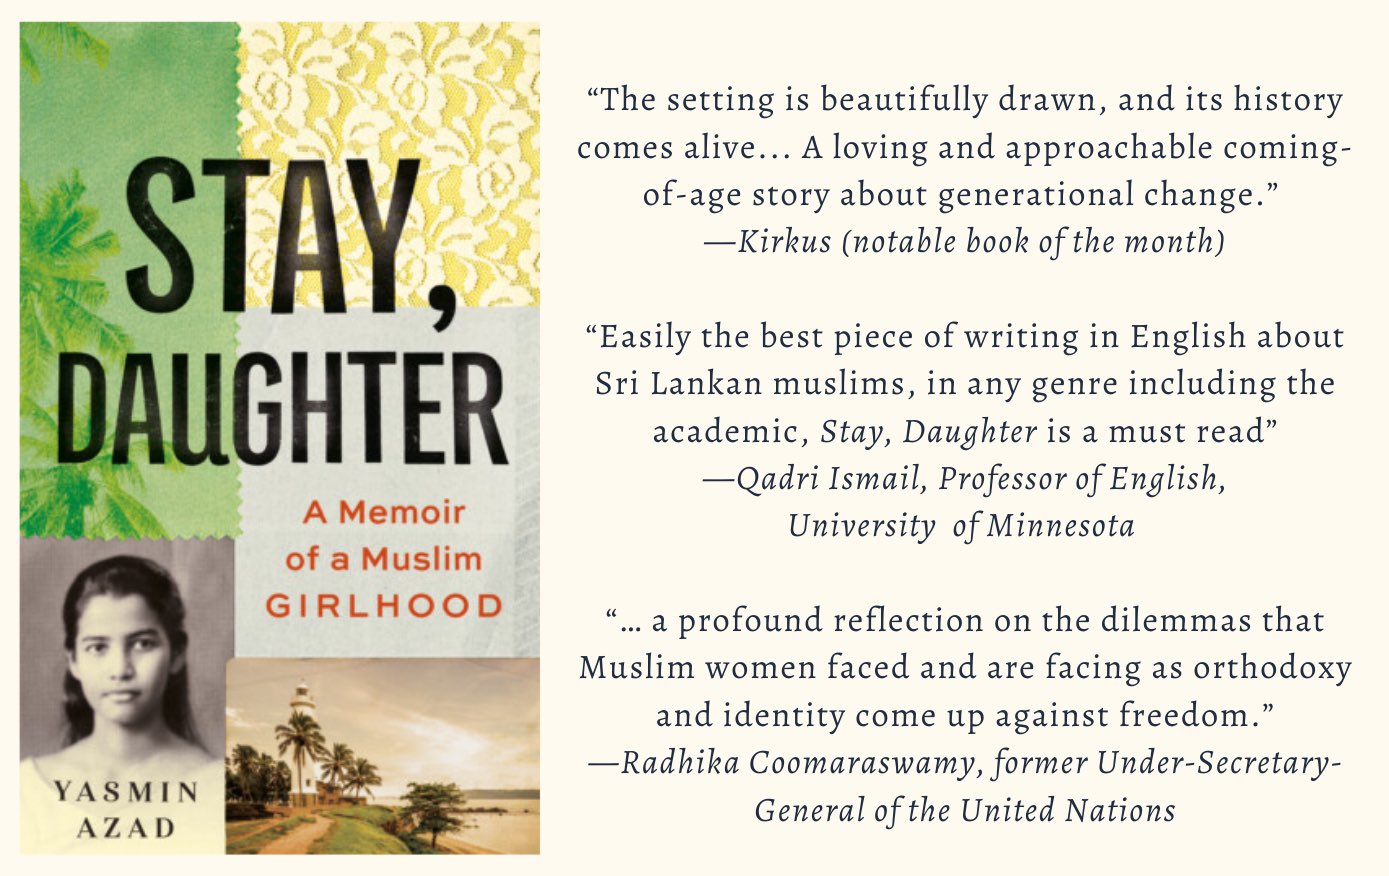 STAY,
DAUGHTER
A Memoir
of a Muslim
GIRLHOOD
YASMIN
AZAD
“The setting is beautifully drawn, and its history
comes alive... A loving and approachable coming-
of-age story about generational change.”
—Kirkus (notable book of the month)
“Easily the best piece of writing in English about
Sri Lankan muslims, in any genre including the
academic, Stay, Daughter is a must read”
—Qadri Ismail, Professor of English,
University of Minnesota
“... a profound reflection on the dilemmas that
Muslim women faced and are facing as orthodoxy
and identity come up against freedom.”
—Radhika Coomaraswamy, former Under-Secretary-
General of the United Nations